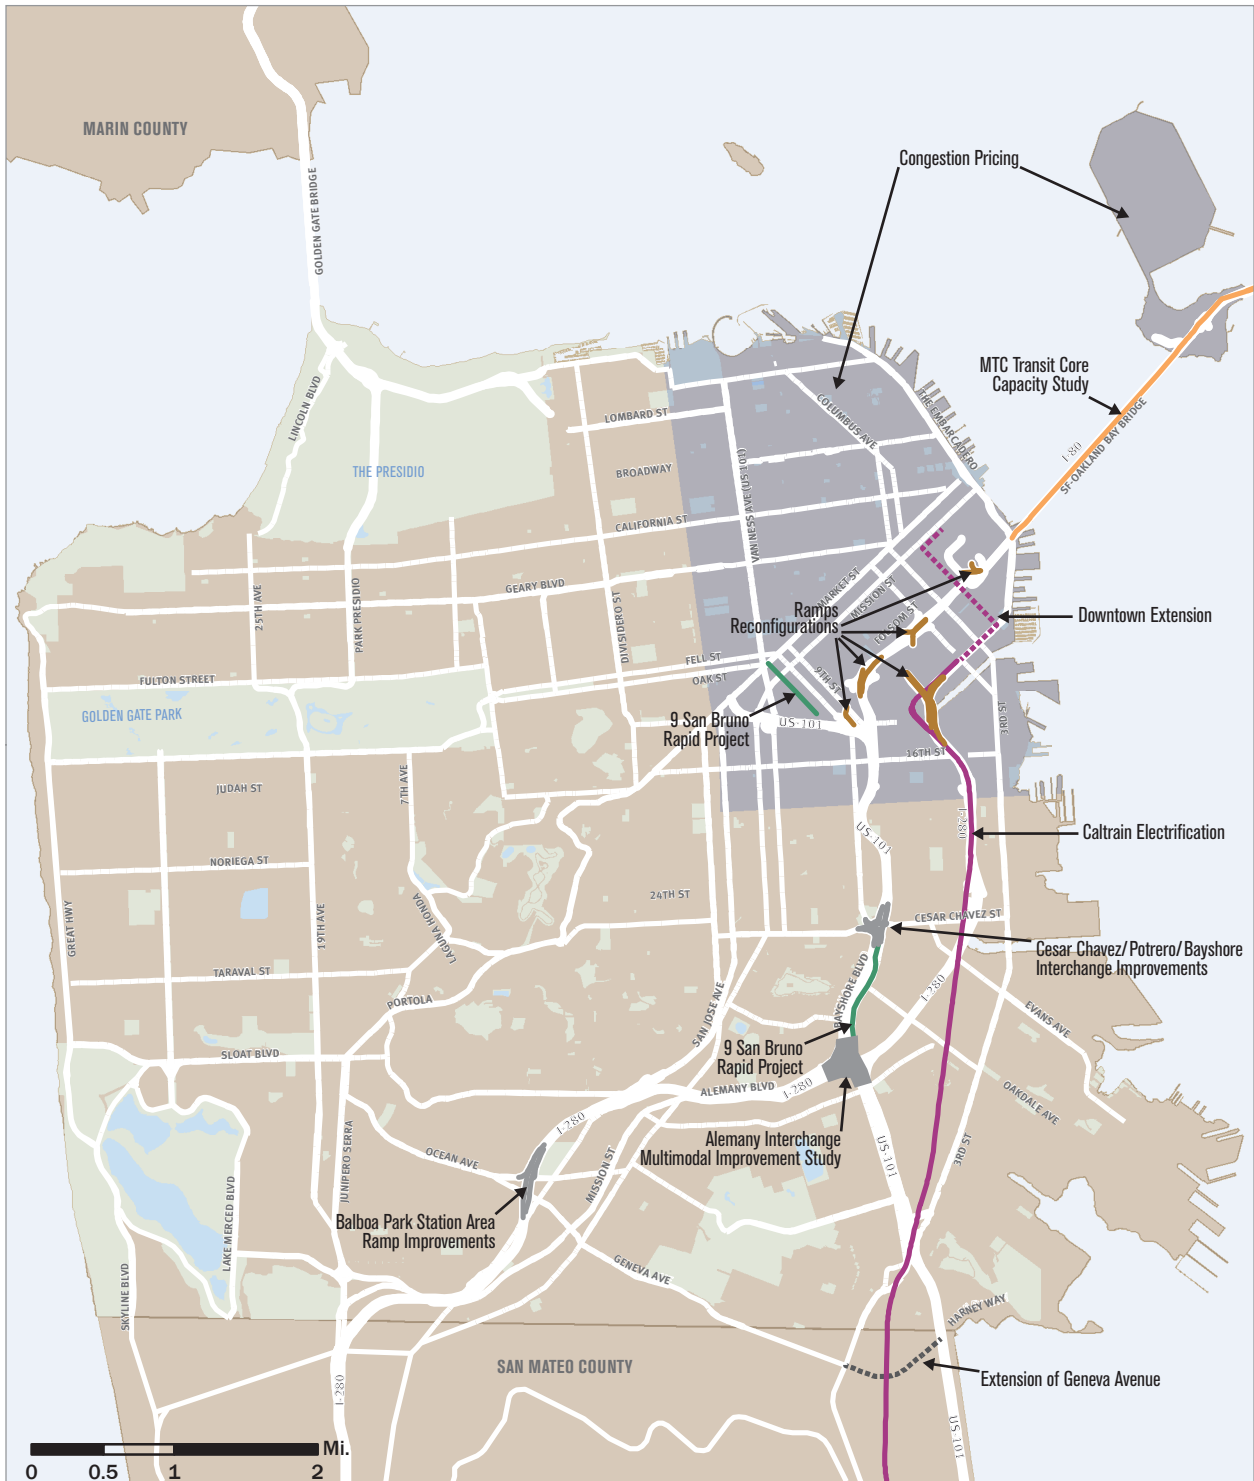 MARIN COUNTY
GOLDEN GATE BRIDGE
Congestion Pricing
MTC Transit Core
Capacity Study
I-80
SF-OAKLAND BAY BRIDGE
LINCOLN BLVD
THE PRESIDIO
LOMBARD ST
COLUMBUS AVE
THE EMBARCADERO
BROADWAY
VAN NESS AVE (US 101)
CALIFORNIA ST
25TH AVE
PARK PRESIDIO
GEARY BLVD
DIVISIDERO ST
MARKET ST
MISSION ST
FOLSOM ST
Ramps
Reconfigurations
Downtown Extension
FELL ST
OAK ST
9TH ST
FULTON STREET
GOLDEN GATE PARK
9 San Bruno
Rapid Project
US-101
3RD ST
16TH ST
JUDAH ST
7TH AVE
US-101
I-280
Caltrain Electrification
NORIEGA ST
24TH ST
GREAT HWY
19TH AVE
LAGUNA HONDA
CESAR CHAVEZ ST
Cesar Chavez/Potrero/Bayshore
Interchange Improvements
TARAVAL ST
PORTOLA
SAN JOSE AVE
BAYSHORE BLVD
I-280
EVANS AVE
SLOAT BLVD
9 San Bruno
Rapid Project
ALEMANY BLVD
I-280
OAKDALE AVE
I-280
Alemany Interchange
Multimodal Improvement Study
US-101
3RD ST
JUNIPERO SERRA
OCEAN AVE
MISSION ST
LAKE MERCED BLVD
Balboa Park Station Area
Ramp Improvements
SKYLINE BLVD
GENEVA AVE
HARNEY WAY
SAN MATEO COUNTY
Extension of Geneva Avenue
I-280
US-101
Mi.
0 0.5 1 2